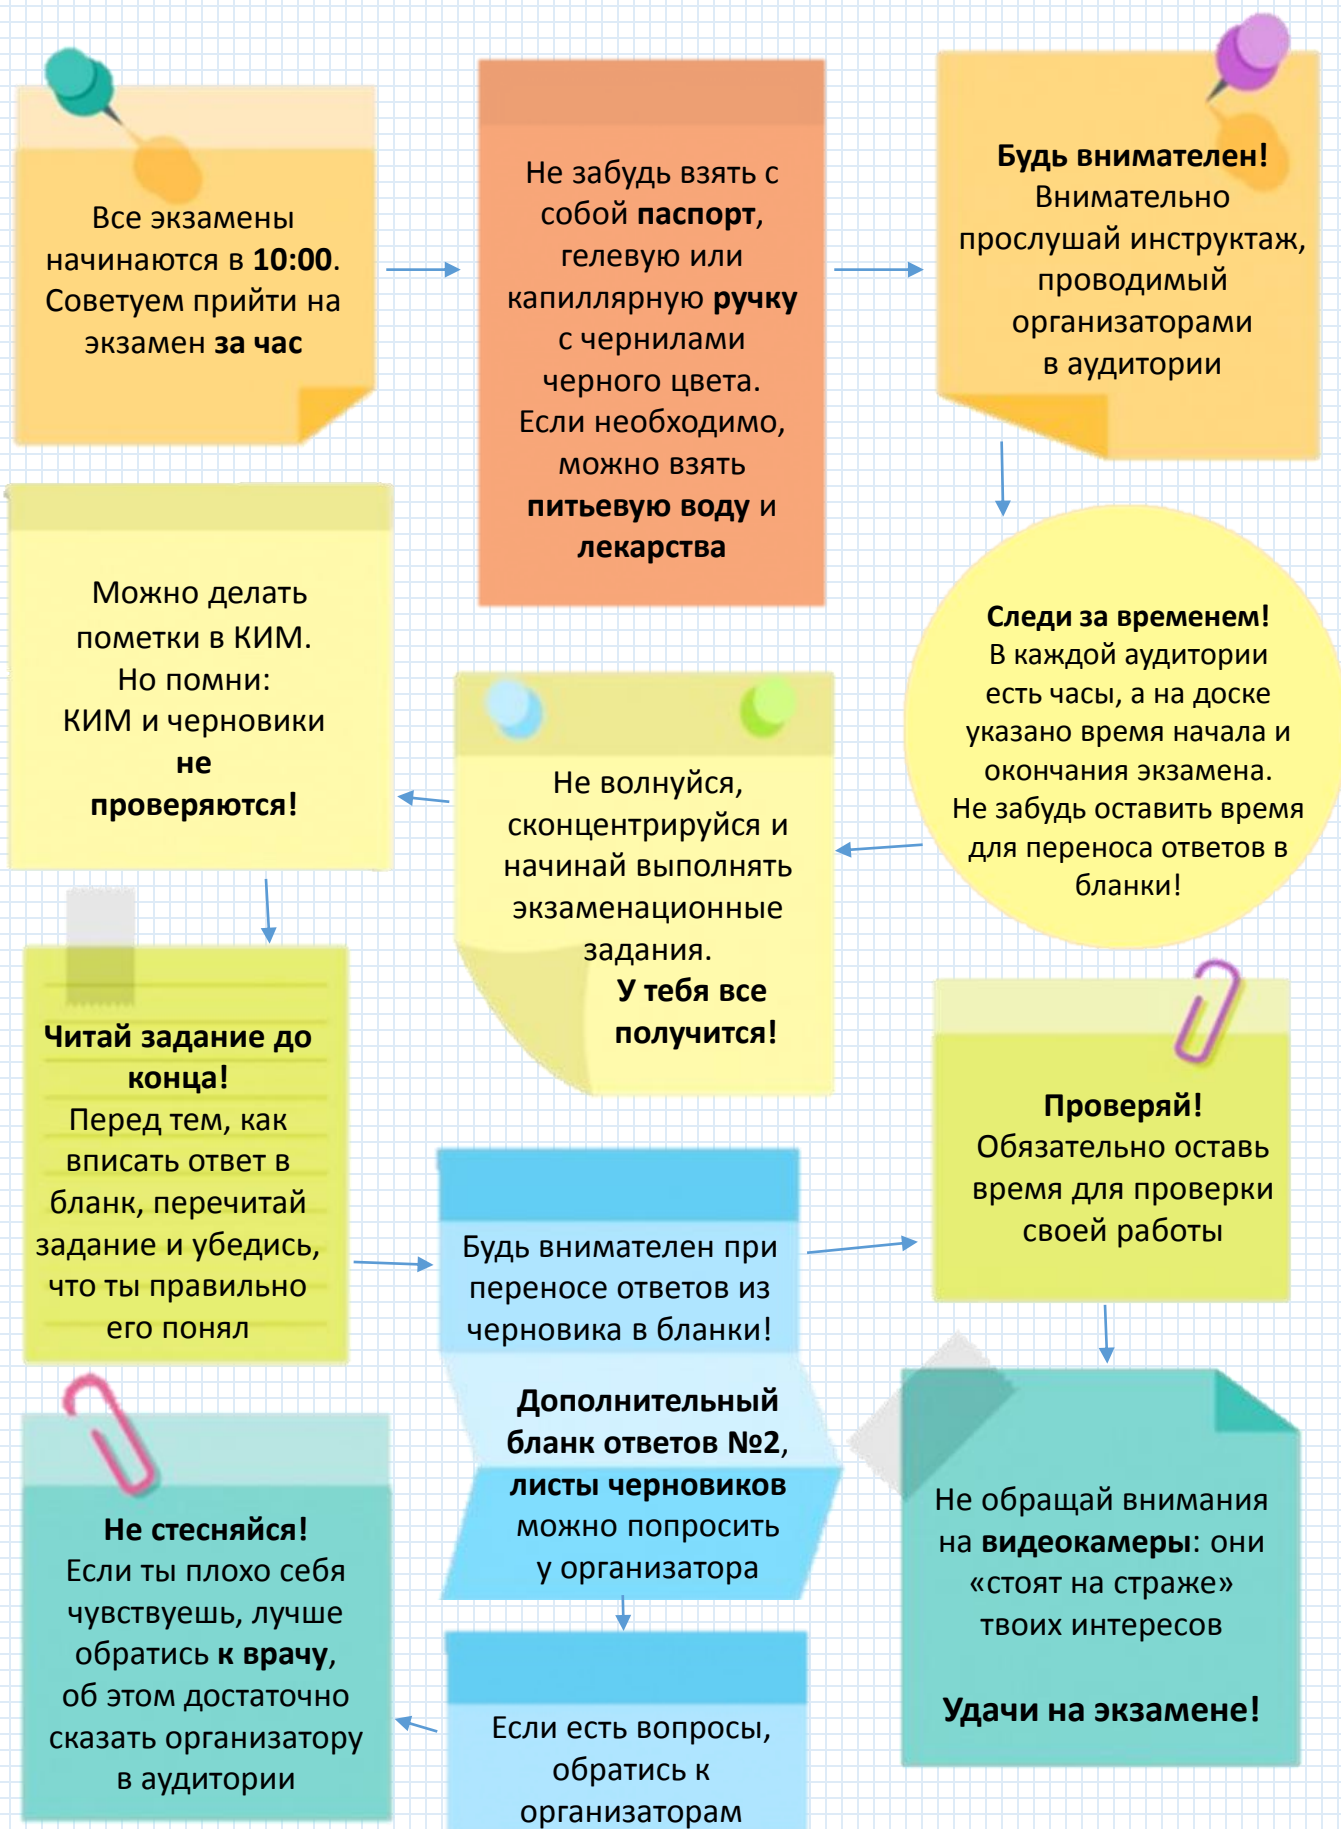 Все экзамены
начинаются в 10:00.
Советуем прийти на
экзамен за час
Не забудь взять с
собой паспорт,
гелевую или
капиллярную ручку
с чернилами
черного цвета.
Если необходимо,
можно взять
питьевую воду и
лекарства
Будь внимателен!
Внимательно
прослушай инструктаж,
проводимый
организаторами
в аудитории
Следи за временем!
В каждой аудитории
есть часы, а на доске
указано время начала и
окончания экзамена.
Не забудь оставить время
для переноса ответов в
бланки!
Не волнуйся,
сконцентрируйся и
начинай выполнять
экзаменационные
задания.
У тебя все
получится!
Можно делать
пометки в КИМ.
Но помни:
КИМ и черновики
не
проверяются!
Читай задание до
конца!
Перед тем, как
вписать ответ в
бланк, перечитай
задание и убедись,
что ты правильно
его понял
Будь внимателен при
переносе ответов из
черновика в бланки!
Дополнительный
бланк ответов №2,
листы черновиков
можно попросить
у организатора
Если есть вопросы,
обратись к
организаторам
Не стесняйся!
Если ты плохо себя
чувствуешь, лучше
обратись к врачу,
об этом достаточно
сказать организатору
в аудитории
Проверяй!
Обязательно оставь
время для проверки
своей работы
Не обращай внимания
на видеокамеры: они
«стоят на страже»
твоих интересов
Удачи на экзамене!